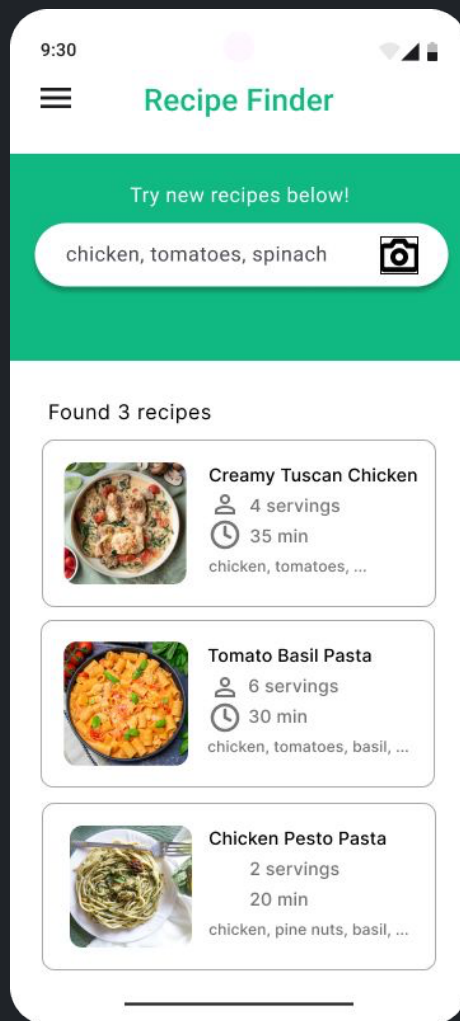 9:30
Recipe Finder
Try new recipes below!
chicken, tomatoes, spinach
Found 3 recipes
Creamy Tuscan Chicken
4 servings
35 min
chicken, tomatoes, ...
Tomato Basil Pasta
6 servings
30 min
chicken, tomatoes, basil, ...
Chicken Pesto Pasta
2 servings
20 min
chicken, pine nuts, basil, ...